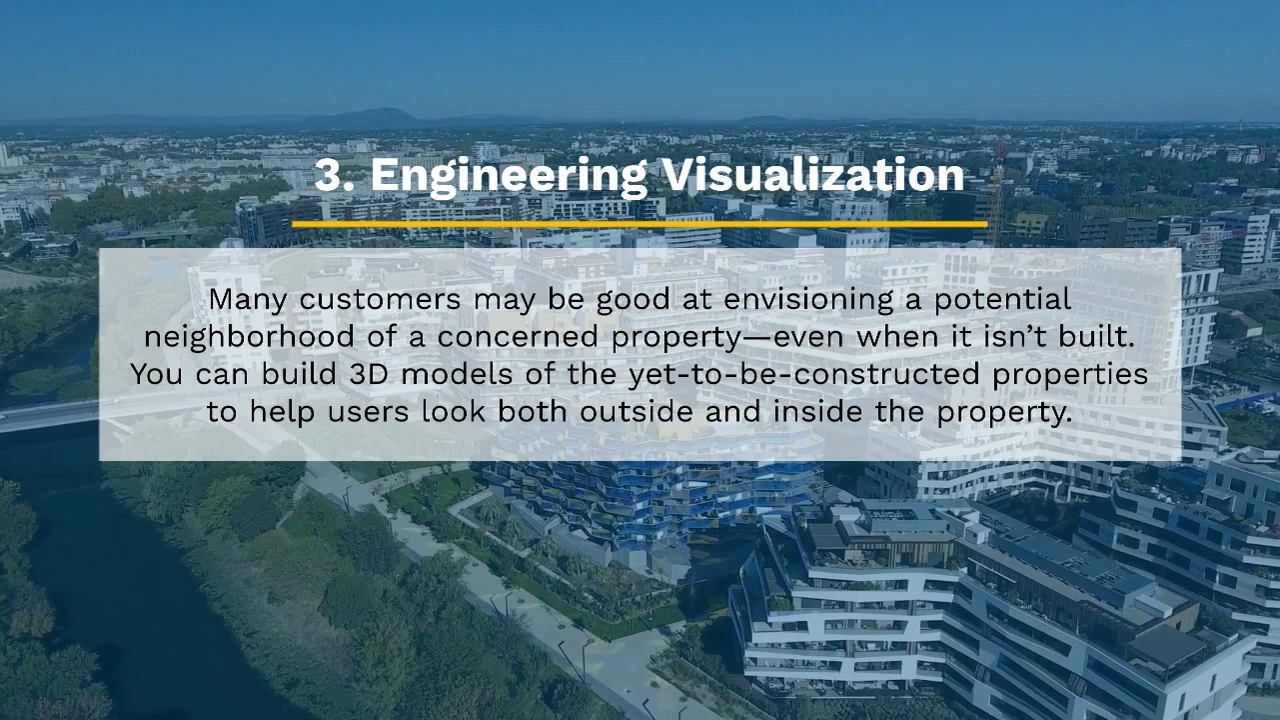 3. Engineering Visualization
Many customers may be good at envisioning a potential
neighborhood of a concerned property—even when it isn’t built.
You can build 3D models of the yet-to-be-constructed properties
to help users look both outside and inside the property.